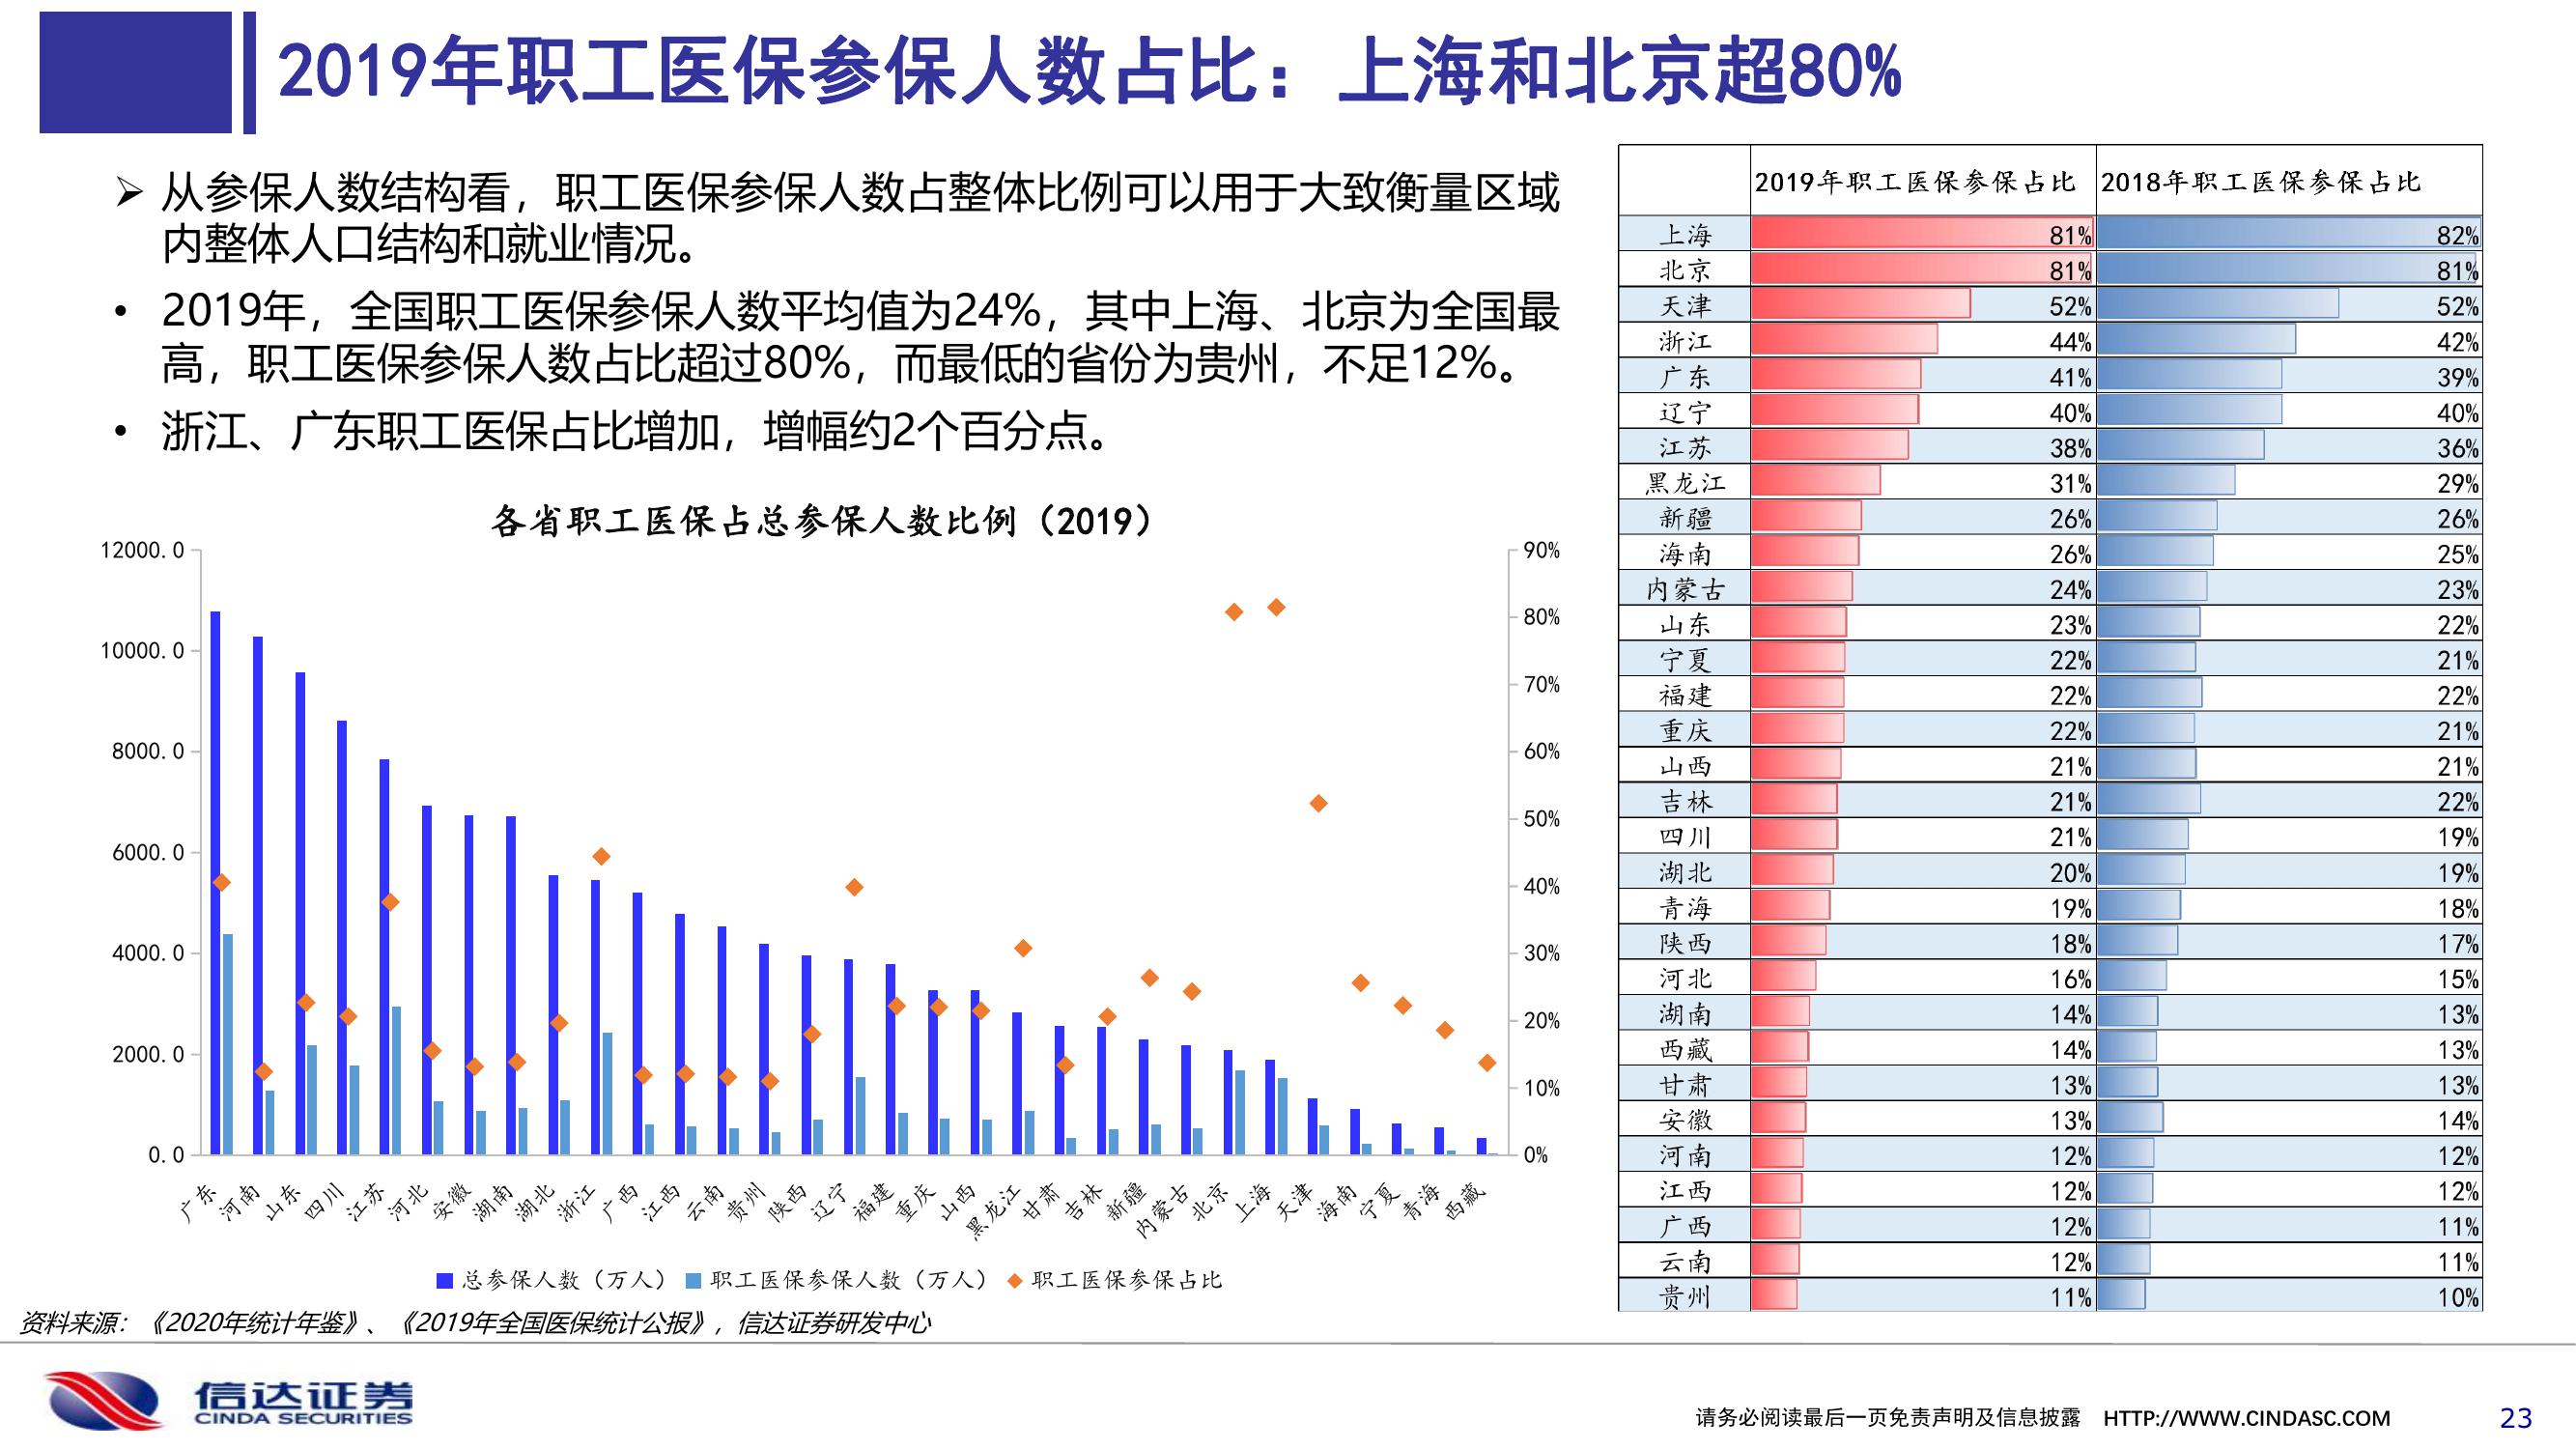 2019年职工医保参保人数占比：上海和北京超80%
➢ 从参保人数结构看，职工医保参保人数占整体比例可以用于大致衡量区域
内整体人口结构和就业情况。
• 2019年，全国职工医保参保人数平均值为24%，其中上海、北京为全国最
高，职工医保参保人数占比超过80%，而最低的省份为贵州，不足12%。
• 浙江、广东职工医保占比增加，增幅约2个百分点。
各省职工医保占总参保人数比例（2019）
12000.0
10000.0
8000.0
6000.0
4000.0
2000.0
0.0
90%
80%
70%
60%
50%
40%
30%
20%
10%
0%
广东 河南 山东 四川 江苏 河北 安徽 湖南 湖北 浙江 广西 江西 云南 贵州 陕西 辽宁 福建 重庆 山西 黑龙江 甘肃 吉林 新疆 内蒙古 北京 上海 天津 海南 宁夏 青海 西藏
总参保人数（万人） 职工医保参保人数（万人） 职工医保参保占比
2019年职工医保参保占比 2018年职工医保参保占比
上海 81% 82%
北京 81% 81%
天津 52% 52%
浙江 44% 42%
广东 41% 39%
辽宁 40% 40%
江苏 38% 36%
黑龙江 31% 29%
新疆 26% 26%
海南 26% 25%
内蒙古 24% 23%
山东 23% 22%
宁夏 22% 21%
福建 22% 22%
重庆 22% 21%
山西 21% 21%
吉林 21% 22%
四川 21% 19%
湖北 20% 19%
青海 19% 18%
陕西 18% 17%
河北 16% 15%
湖南 14% 13%
西藏 14% 13%
甘肃 13% 13%
安徽 13% 14%
河南 12% 12%
江西 12% 12%
广西 12% 11%
云南 12% 11%
贵州 11% 10%
资料来源：《2020年统计年鉴》、《2019年全国医保统计公报》，信达证券研发中心
信达证券
CINDA SECURITIES
请务必阅读最后一页免责声明及信息披露 HTTP://WWW.CINDASC.COM 23